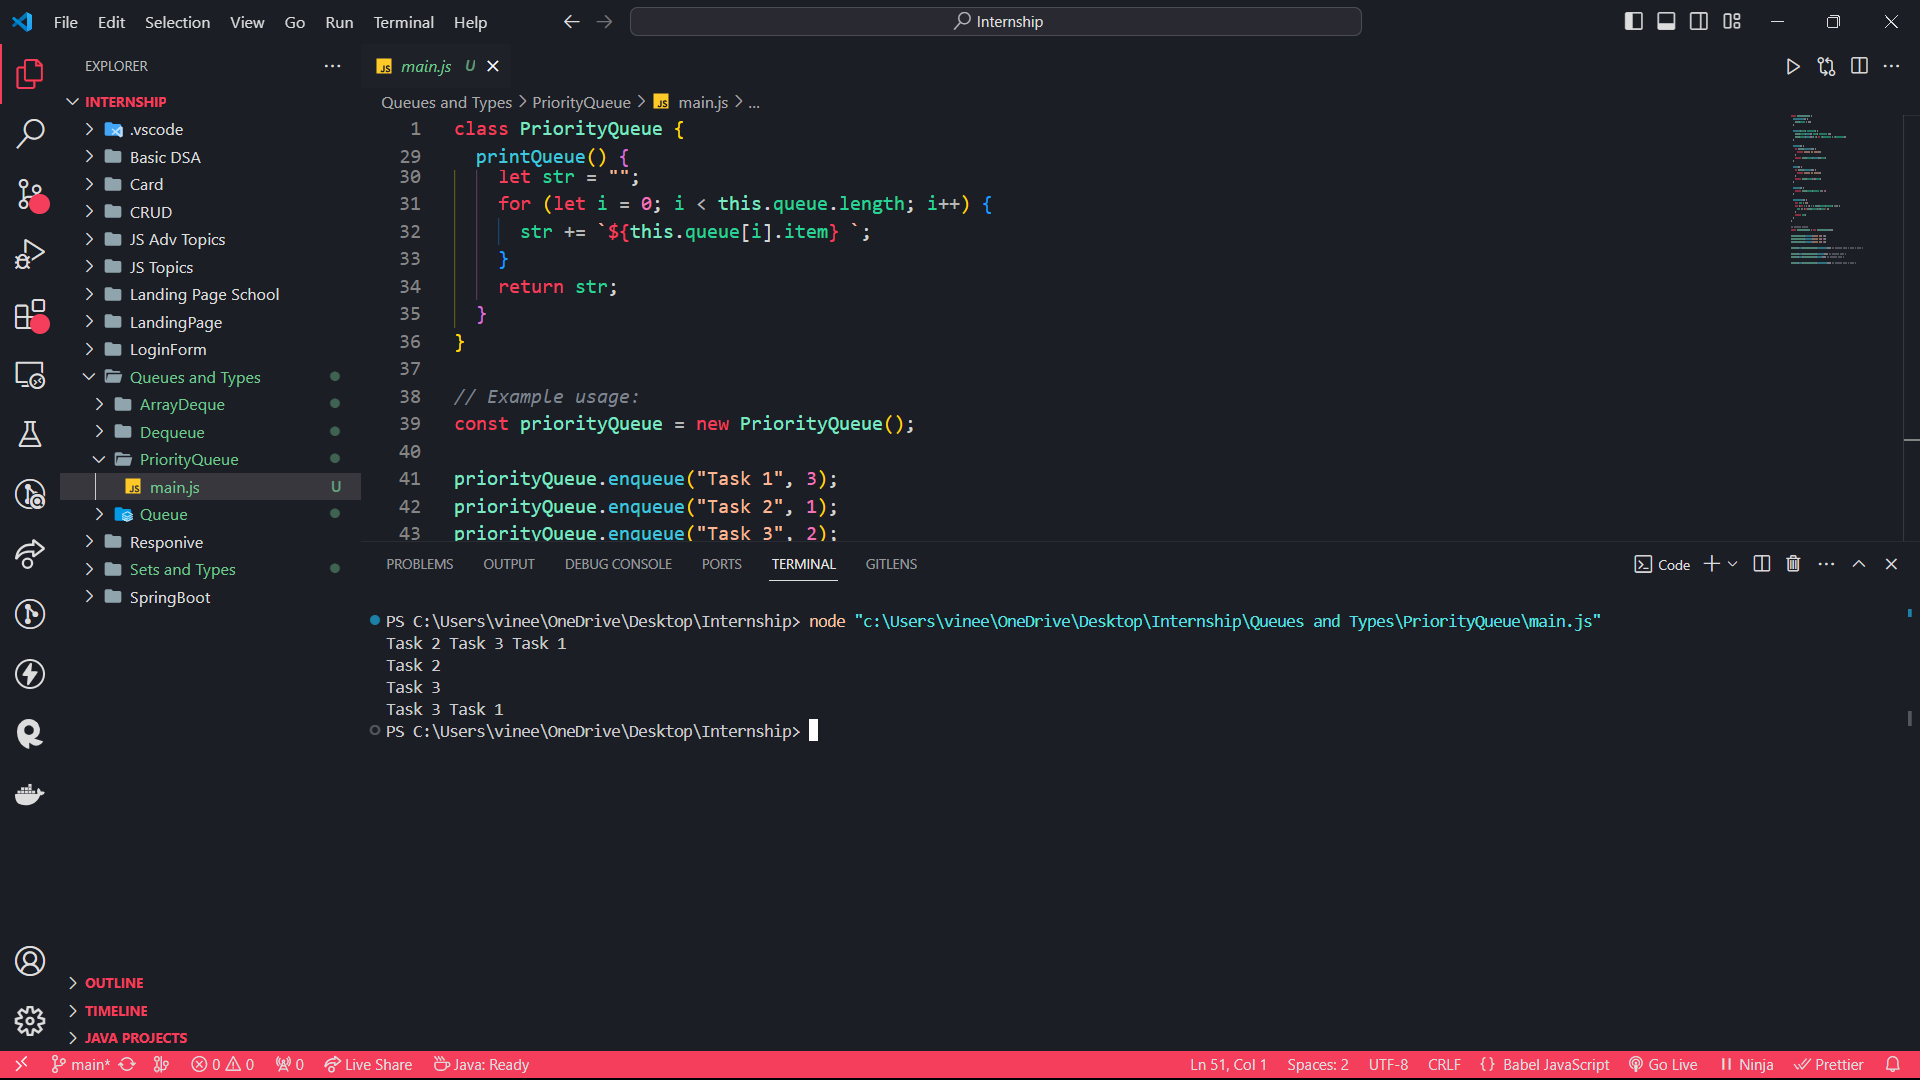 File Edit Selection View Go Run Terminal Help
Internship
EXPLORER
INTERNSHIP
.vscode
Basic DSA
Card
CRUD
JS Adv Topics
JS Topics
Landing Page School
LandingPage
LoginForm
Queues and Types
ArrayDeque
Dequeue
PriorityQueue
JS main.js U
Queue
Responive
Sets and Types
SpringBoot
OUTLINE
TIMELINE
JAVA PROJECTS
JS main.js U
Queues and Types > PriorityQueue > JS main.js > ...
1 class PriorityQueue {
29 printQueue() {
30 let str = "";
31 for (let i = 0; i < this.queue.length; i++) {
32 str += `${this.queue[i].item} `;
33 }
34 return str;
35 }
36 }
37
38 // Example usage:
39 const priorityQueue = new PriorityQueue();
40
41 priorityQueue.enqueue("Task 1", 3);
42 priorityQueue.enqueue("Task 2", 1);
43 priorityQueue.enqueue("Task 3", 2);
PROBLEMS OUTPUT DEBUG CONSOLE PORTS TERMINAL GITLENS
Code
PS C:\Users\vinee\OneDrive\Desktop\Internship> node "c:\Users\vinee\OneDrive\Desktop\Internship\Queues and Types\PriorityQueue\main.js"
Task 2 Task 3 Task 1
Task 2
Task 3
Task 3 Task 1
PS C:\Users\vinee\OneDrive\Desktop\Internship>
main* 0 0 0 Live Share Java: Ready Ln 51, Col 1 Spaces: 2 UTF-8 CRLF {} Babel JavaScript Go Live Ninja Prettier